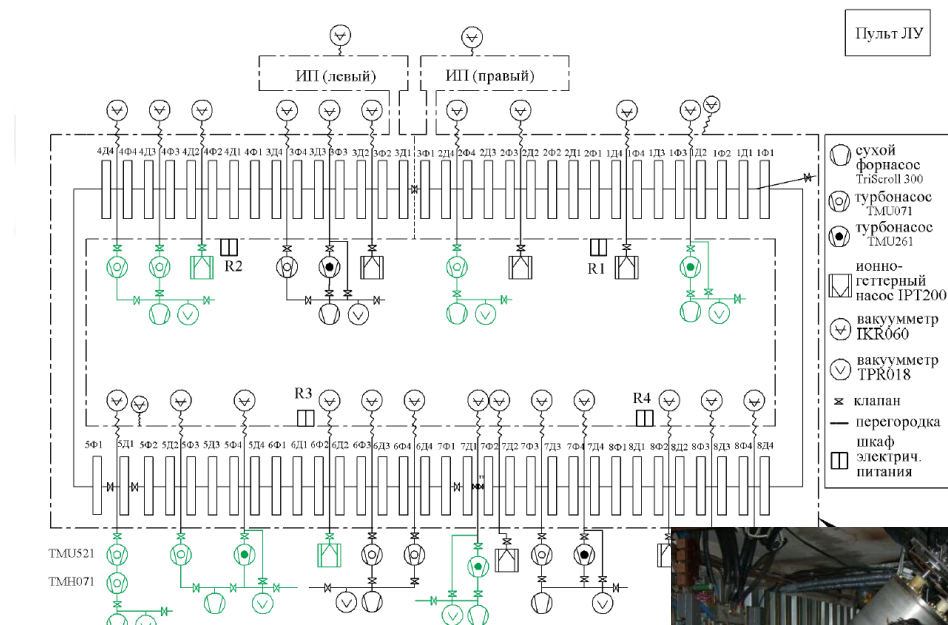 Пульт ЛУ
ИП (левый)
ИП (правый)
4Д4 4Ф4 4Д3 4Ф3 4Д2 4Ф2 4Д1 4Ф1 3Д4 3Ф4 3Д3 3Ф3 3Д2 3Ф2 3Д1 3Ф1 2Д4 2Ф4 2Д3 2Ф3 2Д2 2Ф2 2Д1 2Ф1 1Д4 1Ф4 1Д3 1Ф3 1Д2 1Ф2 1Д1 1Ф1
сухой
форнасос
TriScroll 300
турбонасос
TMU071
турбонасос
TMU261
ионно-
геттерный
насос IPT200
вакуумметр
IKR060
вакуумметр
TPR018
клапан
перегородка
шкаф
электрич.
питания
R2
R1
R3
R4
5Ф1 5Д1 5Ф2 5Д2 5Ф3 5Д3 5Ф4 5Д4 6Ф1 6Д1 6Ф2 6Д2 6Ф3 6Д3 6Ф4 6Д4 7Ф1 7Д1 7Ф2 7Д2 7Ф3 7Д3 7Ф4 7Д4 8Ф1 8Д1 8Ф2 8Д2 8Ф3 8Д3 8Ф4 8Д4
TMU521
TMH071